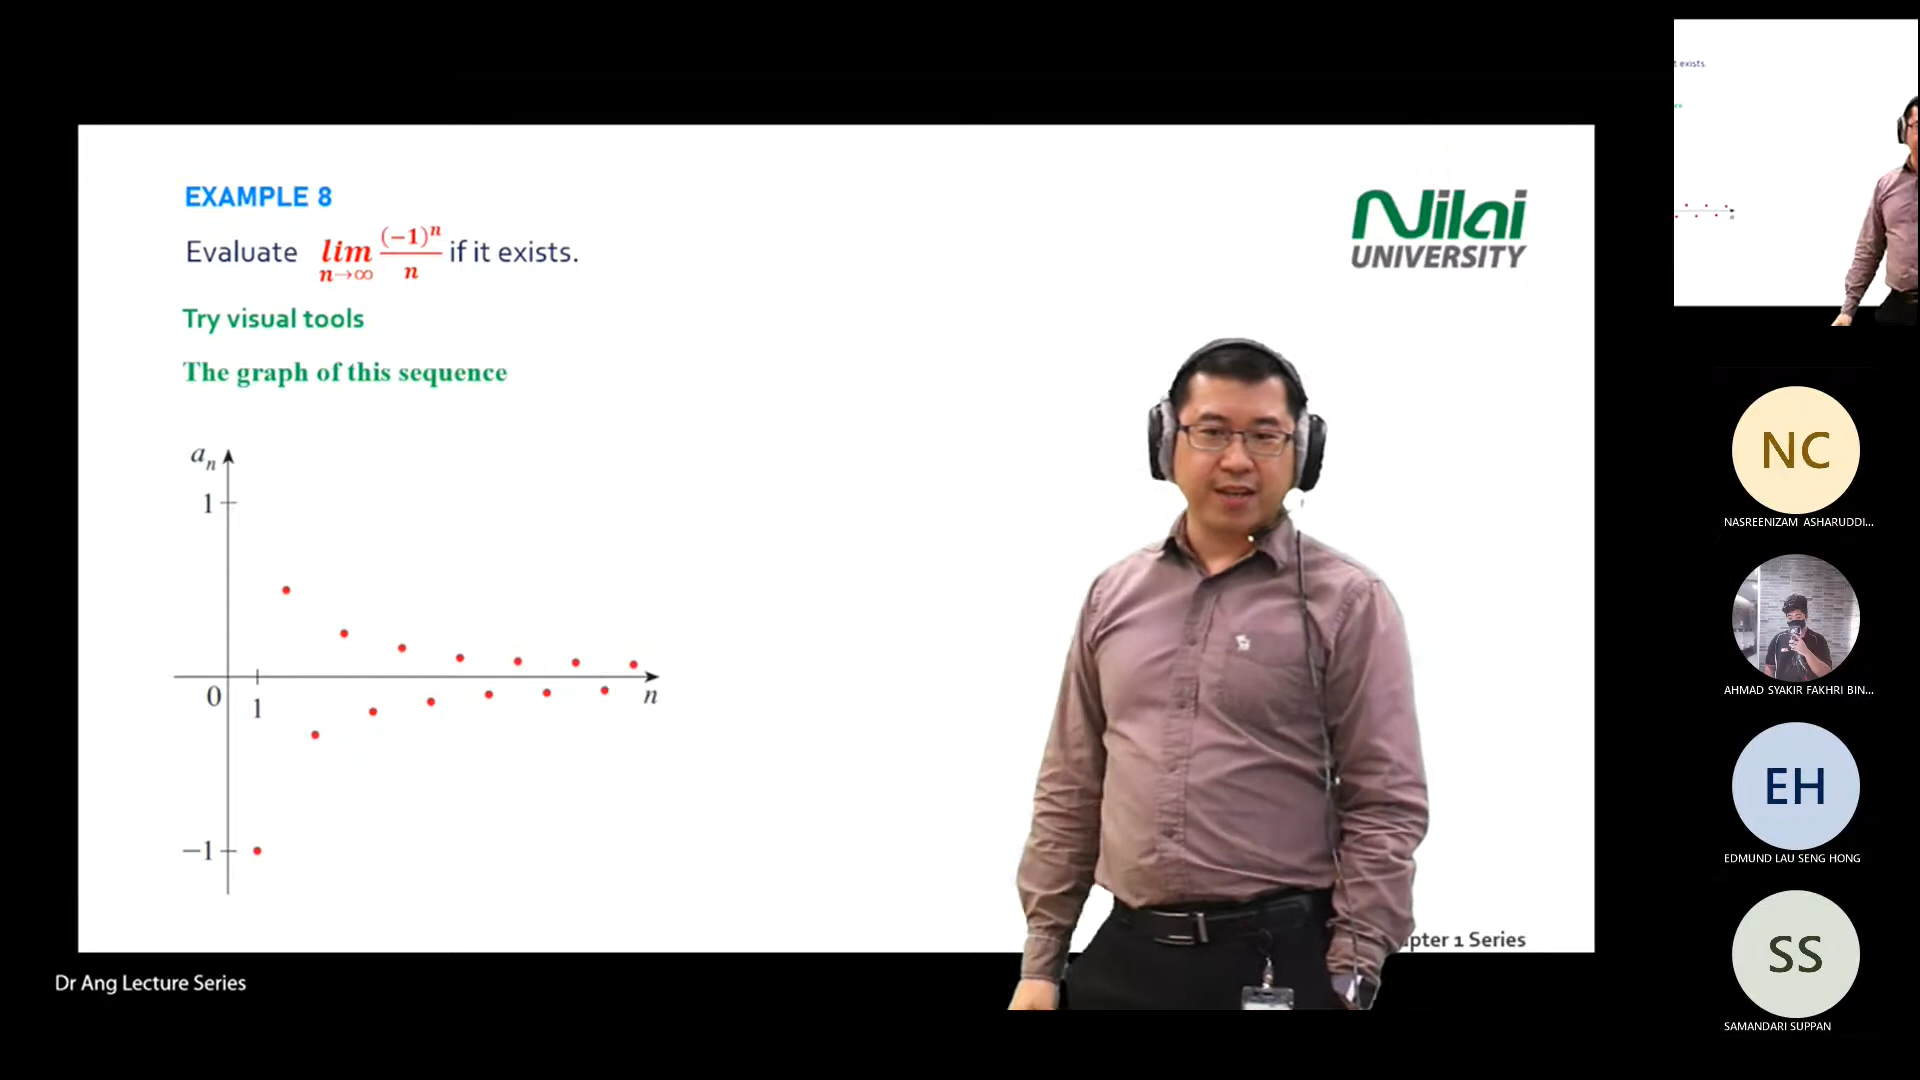 EXAMPLE 8
Evaluate lim n→∞ (−1)^n / n if it exists.
Try visual tools
The graph of this sequence
Nilai
UNIVERSITY
a_n
1
0
1
n
−1
pter 1 Series
Dr Ang Lecture Series
t exists.
NC
NASREENIZAM ASHARUDDI...
AHMAD SYAKIR FAKHRI BIN...
EH
EDMUND LAU SENG HONG
SS
SAMANDARI SUPPAN